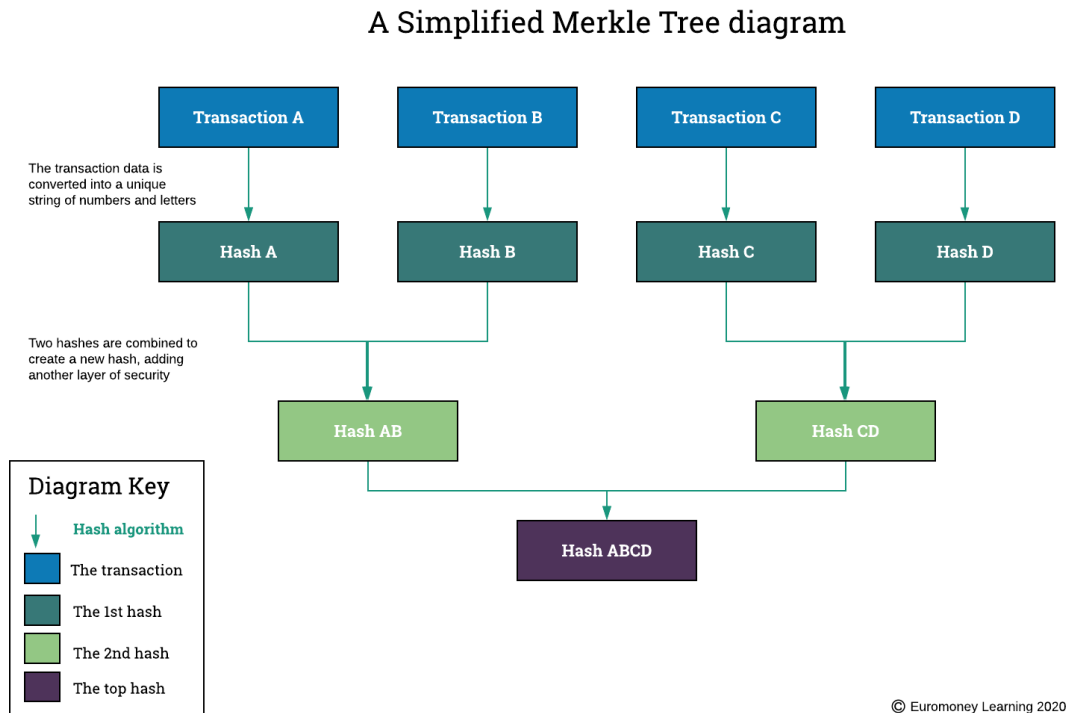 A Simplified Merkle Tree diagram
Transaction A
Transaction B
Transaction C
Transaction D
The transaction data is
converted into a unique
string of numbers and letters
Hash A
Hash B
Hash C
Hash D
Two hashes are combined to
create a new hash, adding
another layer of security
Hash AB
Hash CD
Hash ABCD
Diagram Key
Hash algorithm
The transaction
The 1st hash
The 2nd hash
The top hash
© Euromoney Learning 2020